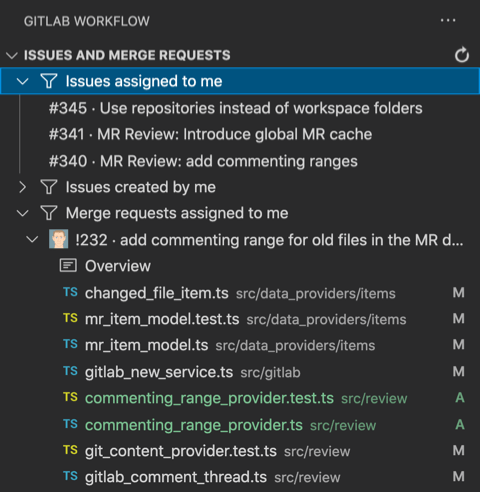 GITLAB WORKFLOW ...
ISSUES AND MERGE REQUESTS
Issues assigned to me
#345 · Use repositories instead of workspace folders
#341 · MR Review: Introduce global MR cache
#340 · MR Review: add commenting ranges
Issues created by me
Merge requests assigned to me
!232 · add commenting range for old files in the MR d...
Overview
TS changed_file_item.ts src/data_providers/items M
TS mr_item_model.test.ts src/data_providers/items M
TS mr_item_model.ts src/data_providers/items M
TS gitlab_new_service.ts src/gitlab M
TS commenting_range_provider.test.ts src/review A
TS commenting_range_provider.ts src/review A
TS git_content_provider.test.ts src/review M
TS gitlab_comment_thread.ts src/review M